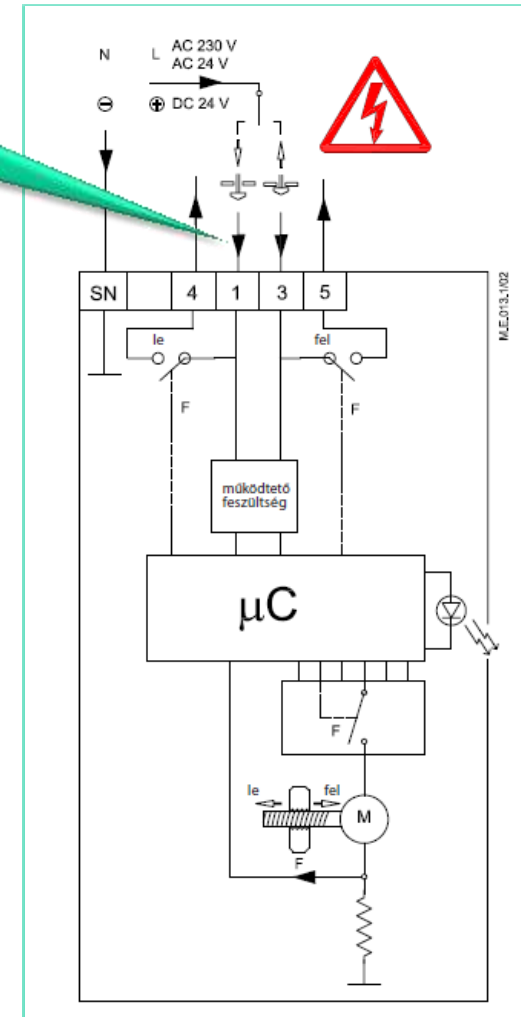 AC 230 V
N L AC 24 V
DC 24 V
SN 4 1 3 5
M.E.013.1/02
le fel
F F
működtető
feszültség
µC
F
le fel
M
F